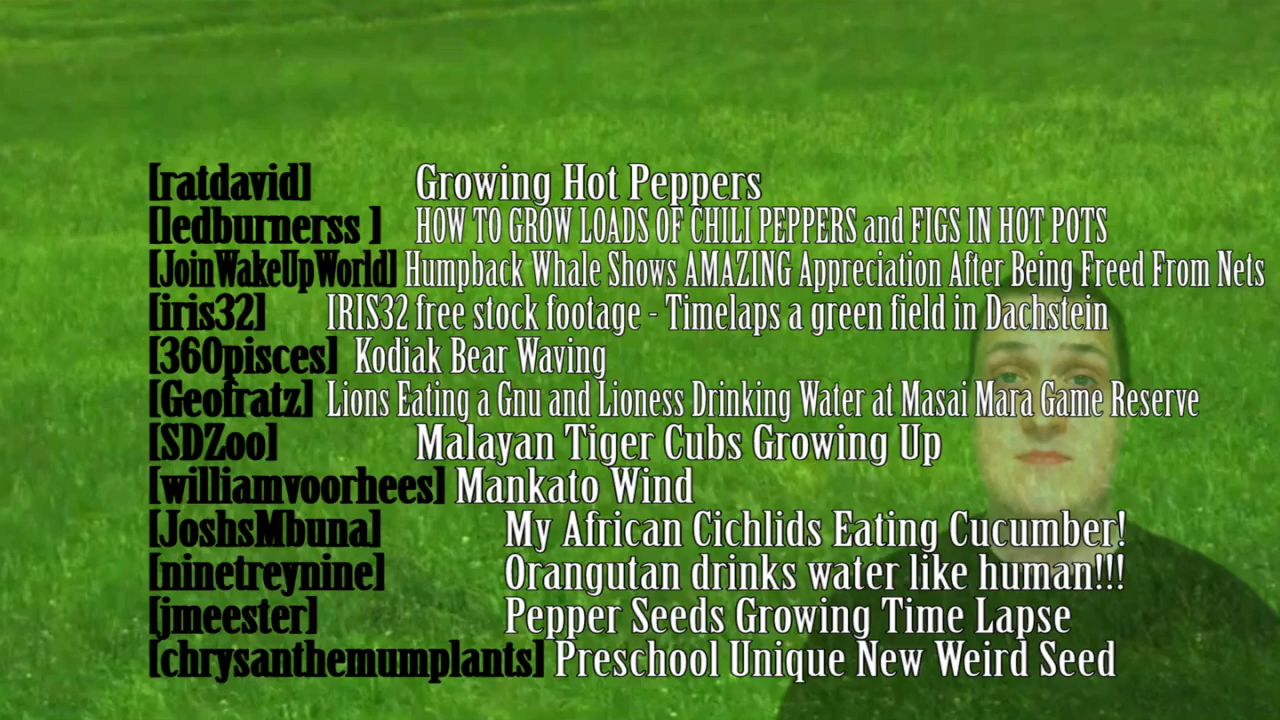 [ratdavid] Growing Hot Peppers
[ledburnerss ] HOW TO GROW LOADS OF CHILI PEPPERS and FIGS IN HOT POTS
[JoinWakeUpWorld] Humpback Whale Shows AMAZING Appreciation After Being Freed From Nets
[iris32] IRIS32 free stock footage - Timelaps a green field in Dachstein
[360pisces] Kodiak Bear Waving
[Geofratz] Lions Eating a Gnu and Lioness Drinking Water at Masai Mara Game Reserve
[SDZoo] Malayan Tiger Cubs Growing Up
[williamvoorhees] Mankato Wind
[JoshsMbuna] My African Cichlids Eating Cucumber!
[ninetreynine] Orangutan drinks water like human!!!
[jmeester] Pepper Seeds Growing Time Lapse
[chrysanthemumplants] Preschool Unique New Weird Seed